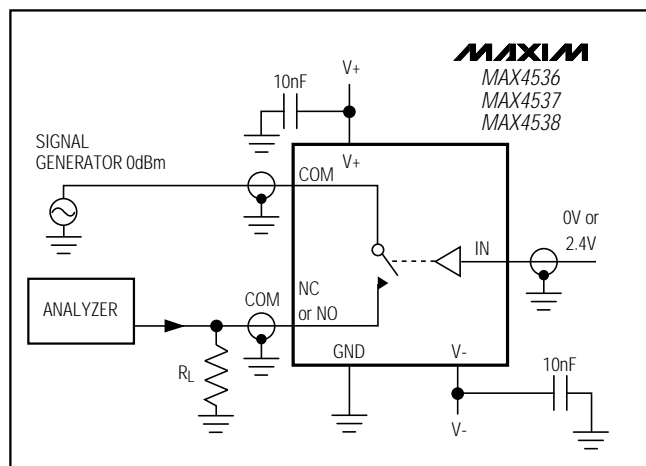 MAXIM
MAX4536
MAX4537
MAX4538
V+
10nF
SIGNAL
GENERATOR 0dBm
V+
COM
0V or
2.4V
IN
ANALYZER
COM
NC
or NO
RL
GND
V-
10nF
V-